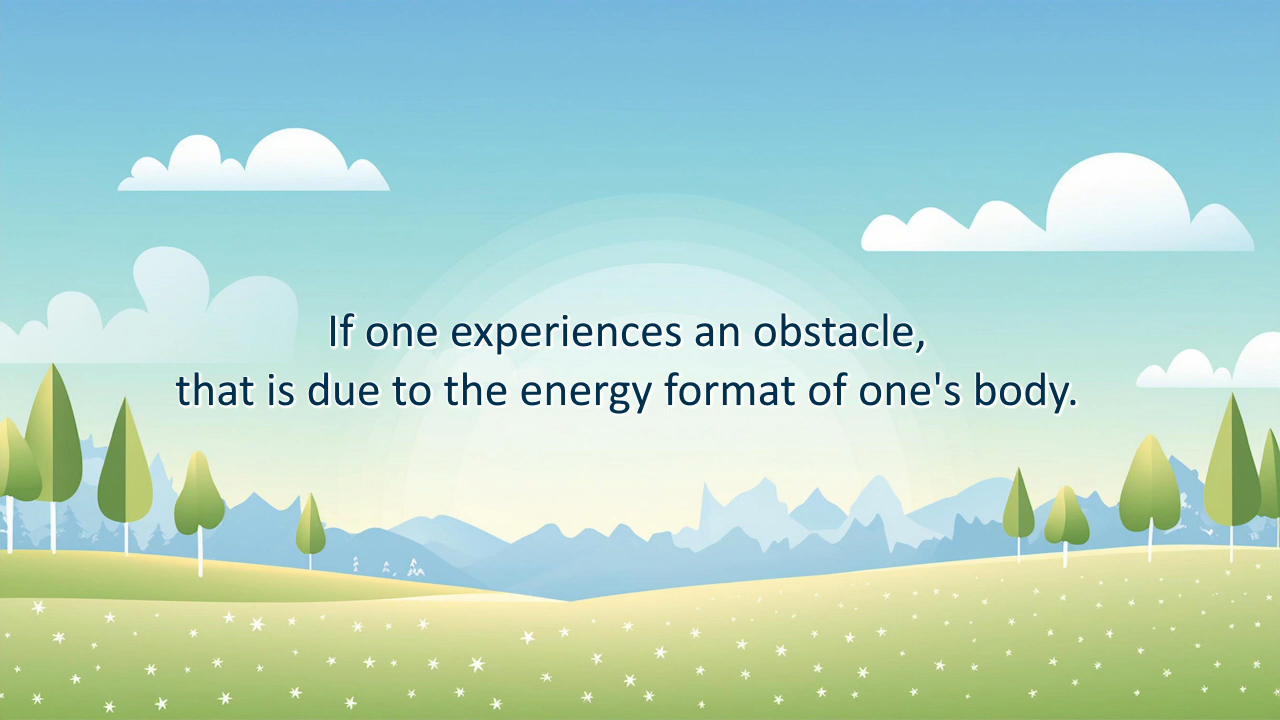 If one experiences an obstacle,
that is due to the energy format of one's body.